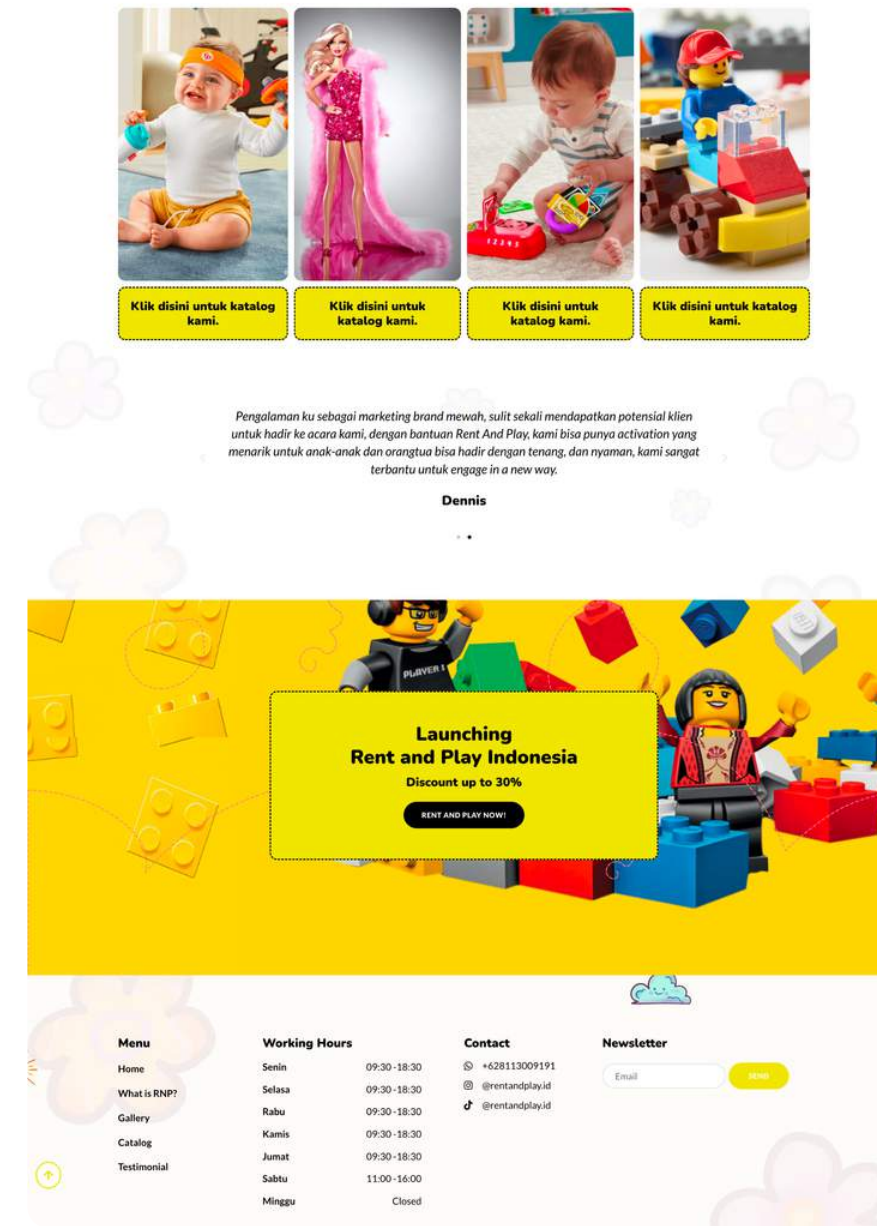 12345
Klik disini untuk katalog
kami.
Klik disini untuk
katalog kami.
Klik disini untuk
katalog kami.
Klik disini untuk katalog
kami.
Pengalaman ku sebagai marketing brand mewah, sulit sekali mendapatkan potensial klien
untuk hadir ke acara kami, dengan bantuan Rent And Play, kami bisa punya activation yang
menarik untuk anak-anak dan orangtua bisa hadir dengan tenang, dan nyaman, kami sangat
terbantu untuk engage in a new way.
Dennis
PLAYER 1
Launching
Rent and Play Indonesia
Discount up to 30%
RENT AND PLAY NOW!
Menu
Home
What is RNP?
Gallery
Catalog
Testimonial
Working Hours
Senin 09:30 -18:30
Selasa 09:30 -18:30
Rabu 09:30 -18:30
Kamis 09:30 -18:30
Jumat 09:30 -18:30
Sabtu 11:00 -16:00
Minggu Closed
Contact
+628113009191
@rentandplay.id
@rentandplay.id
Newsletter
Email
SEND